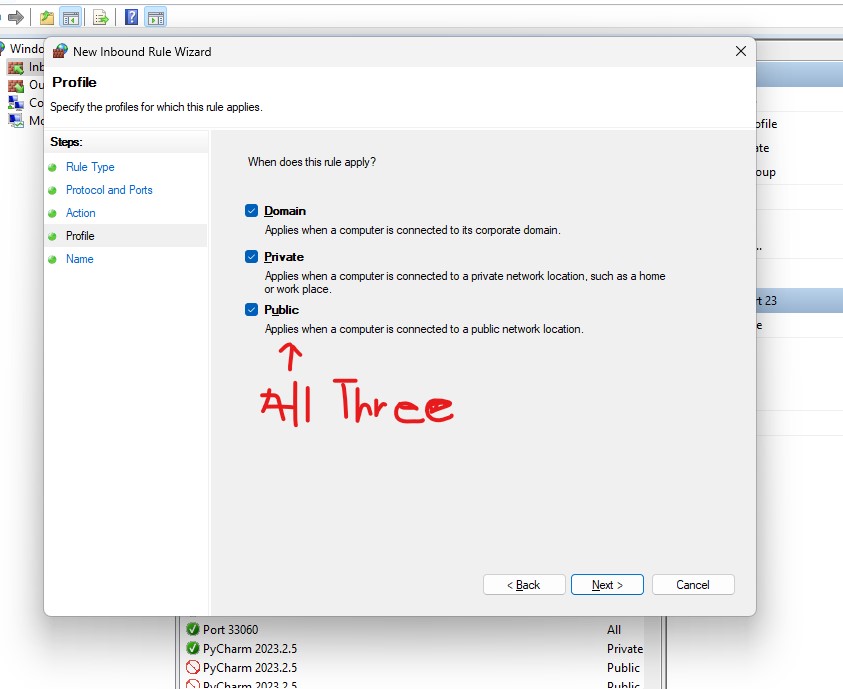 Windo
New Inbound Rule Wizard
Inb
Ou
Co
Mo
Profile
Specify the profiles for which this rule applies.
Steps:
Rule Type
Protocol and Ports
Action
Profile
Name
When does this rule apply?
Domain
Applies when a computer is connected to its corporate domain.
Private
Applies when a computer is connected to a private network location, such as a home
or work place.
Public
Applies when a computer is connected to a public network location.
All Three
< Back
Next >
Cancel
ofile
ate
oup
..
rt 23
e
Port 33060 All
PyCharm 2023.2.5 Private
PyCharm 2023.2.5 Public
PyCharm 2023.2.5 Public